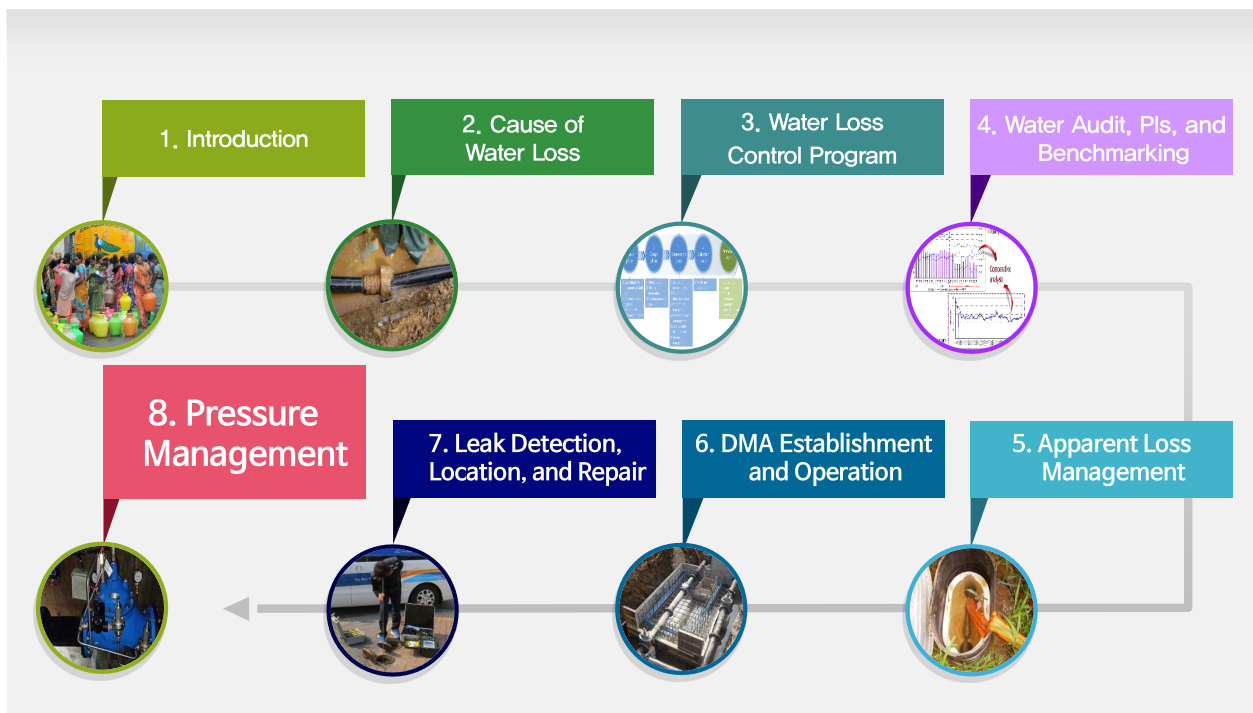 1. Introduction
2. Cause of
Water Loss
3. Water Loss
Control Program
4. Water Audit, PIs, and
Benchmarking
Comparative
analysis
8. Pressure
Management
7. Leak Detection,
Location, and Repair
6. DMA Establishment
and Operation
5. Apparent Loss
Management